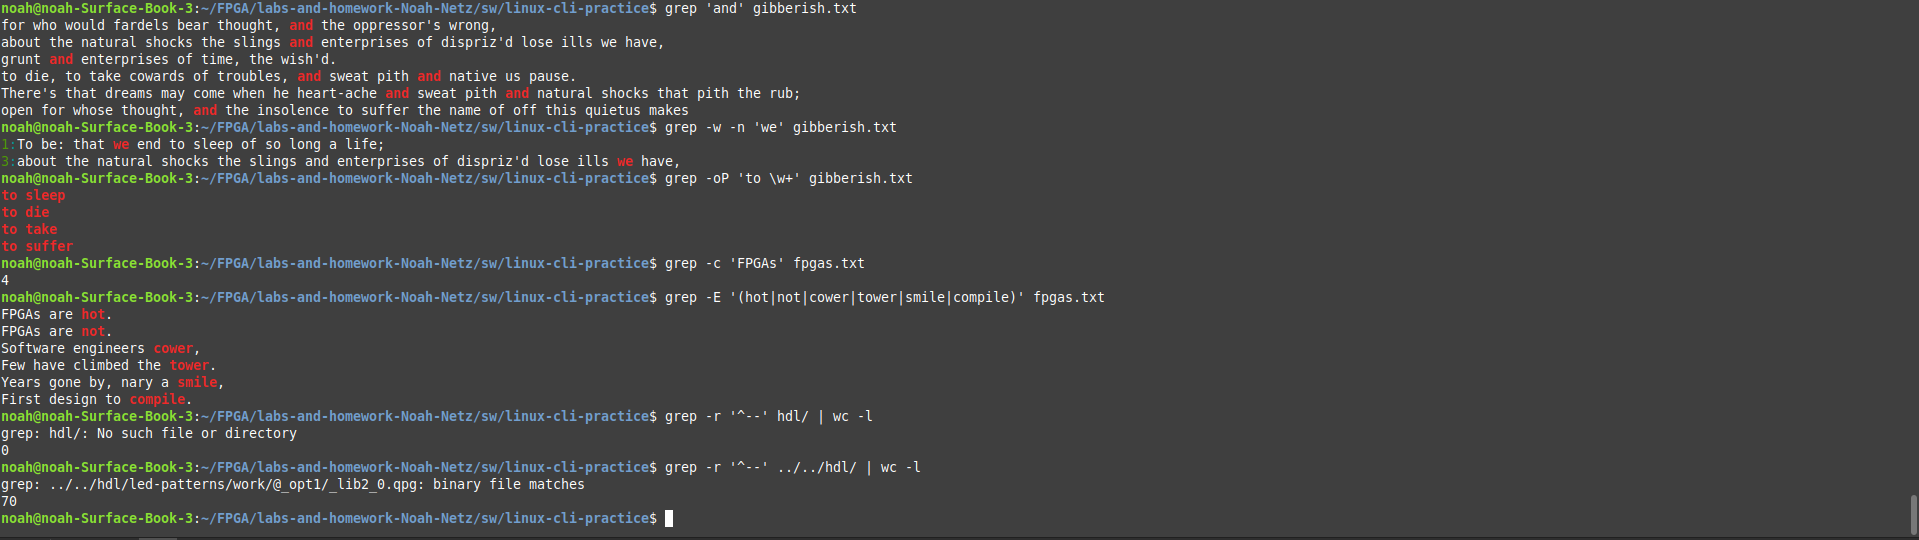 noah@noah-Surface-Book-3:~/FPGA/labs-and-homework-Noah-Netz/sw/linux-cli-practice$ grep 'and' gibberish.txt
for who would fardels bear thought, and the oppressor's wrong,
about the natural shocks the slings and enterprises of dispriz'd lose ills we have,
grunt and enterprises of time, the wish'd.
to die, to take cowards of troubles, and sweat pith and native us pause.
There's that dreams may come when he heart-ache and sweat pith and natural shocks that pith the rub;
open for whose thought, and the insolence to suffer the name of off this quietus makes
noah@noah-Surface-Book-3:~/FPGA/labs-and-homework-Noah-Netz/sw/linux-cli-practice$ grep -w -n 'we' gibberish.txt
1:To be: that we end to sleep of so long a life;
3:about the natural shocks the slings and enterprises of dispriz'd lose ills we have,
noah@noah-Surface-Book-3:~/FPGA/labs-and-homework-Noah-Netz/sw/linux-cli-practice$ grep -oP 'to \w+' gibberish.txt
to sleep
to die
to take
to suffer
noah@noah-Surface-Book-3:~/FPGA/labs-and-homework-Noah-Netz/sw/linux-cli-practice$ grep -c 'FPGAs' fpgas.txt
4
noah@noah-Surface-Book-3:~/FPGA/labs-and-homework-Noah-Netz/sw/linux-cli-practice$ grep -E '(hot|not|cower|tower|smile|compile)' fpgas.txt
FPGAs are hot.
FPGAs are not.
Software engineers cower,
Few have climbed the tower.
Years gone by, nary a smile,
First design to compile.
noah@noah-Surface-Book-3:~/FPGA/labs-and-homework-Noah-Netz/sw/linux-cli-practice$ grep -r '^--' hdl/ | wc -l
grep: hdl/: No such file or directory
0
noah@noah-Surface-Book-3:~/FPGA/labs-and-homework-Noah-Netz/sw/linux-cli-practice$ grep -r '^--' ../../hdl/ | wc -l
grep: ../../hdl/led-patterns/work/@_opt1/_lib2_0.qpg: binary file matches
70
noah@noah-Surface-Book-3:~/FPGA/labs-and-homework-Noah-Netz/sw/linux-cli-practice$